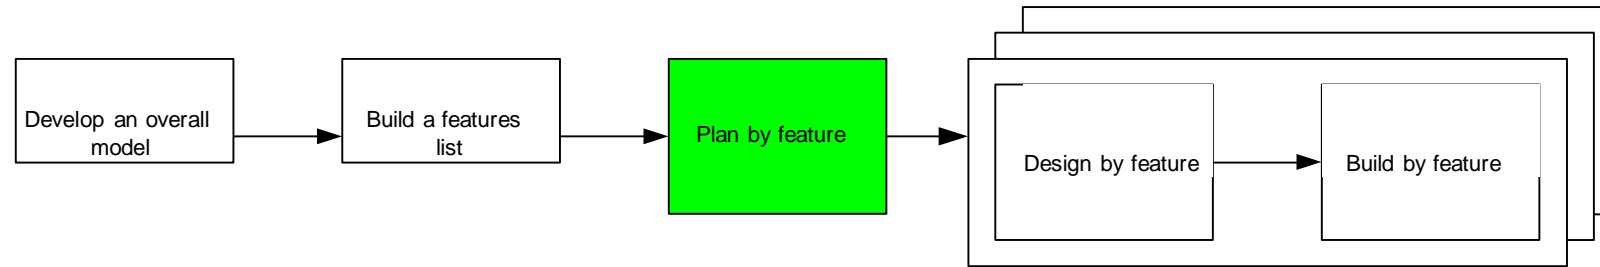 Develop an overall
model
Build a features
list
Plan by feature
Design by feature
Build by feature